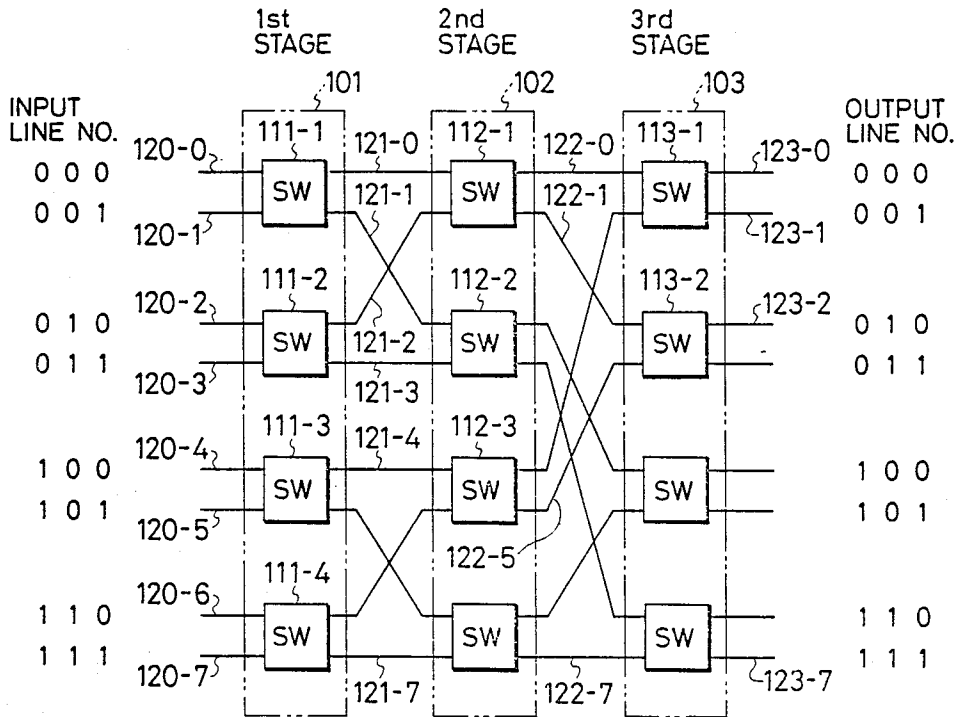 1st STAGE
2nd STAGE
3rd STAGE
101
102
103
INPUT LINE NO.
OUTPUT LINE NO.
111-1
121-0
112-1
122-0
113-1
120-0
123-0
0 0 0
SW
SW
SW
0 0 0
121-1
122-1
0 0 1
0 0 1
120-1
123-1
111-2
112-2
113-2
120-2
123-2
0 1 0
SW
121-2
SW
SW
0 1 0
0 1 1
0 1 1
120-3
121-3
111-3
121-4
112-3
120-4
1 0 0
SW
SW
SW
1 0 0
1 0 1
1 0 1
120-5
122-5
111-4
120-6
1 1 0
SW
SW
SW
1 1 0
1 1 1
1 1 1
120-7
121-7
122-7
123-7